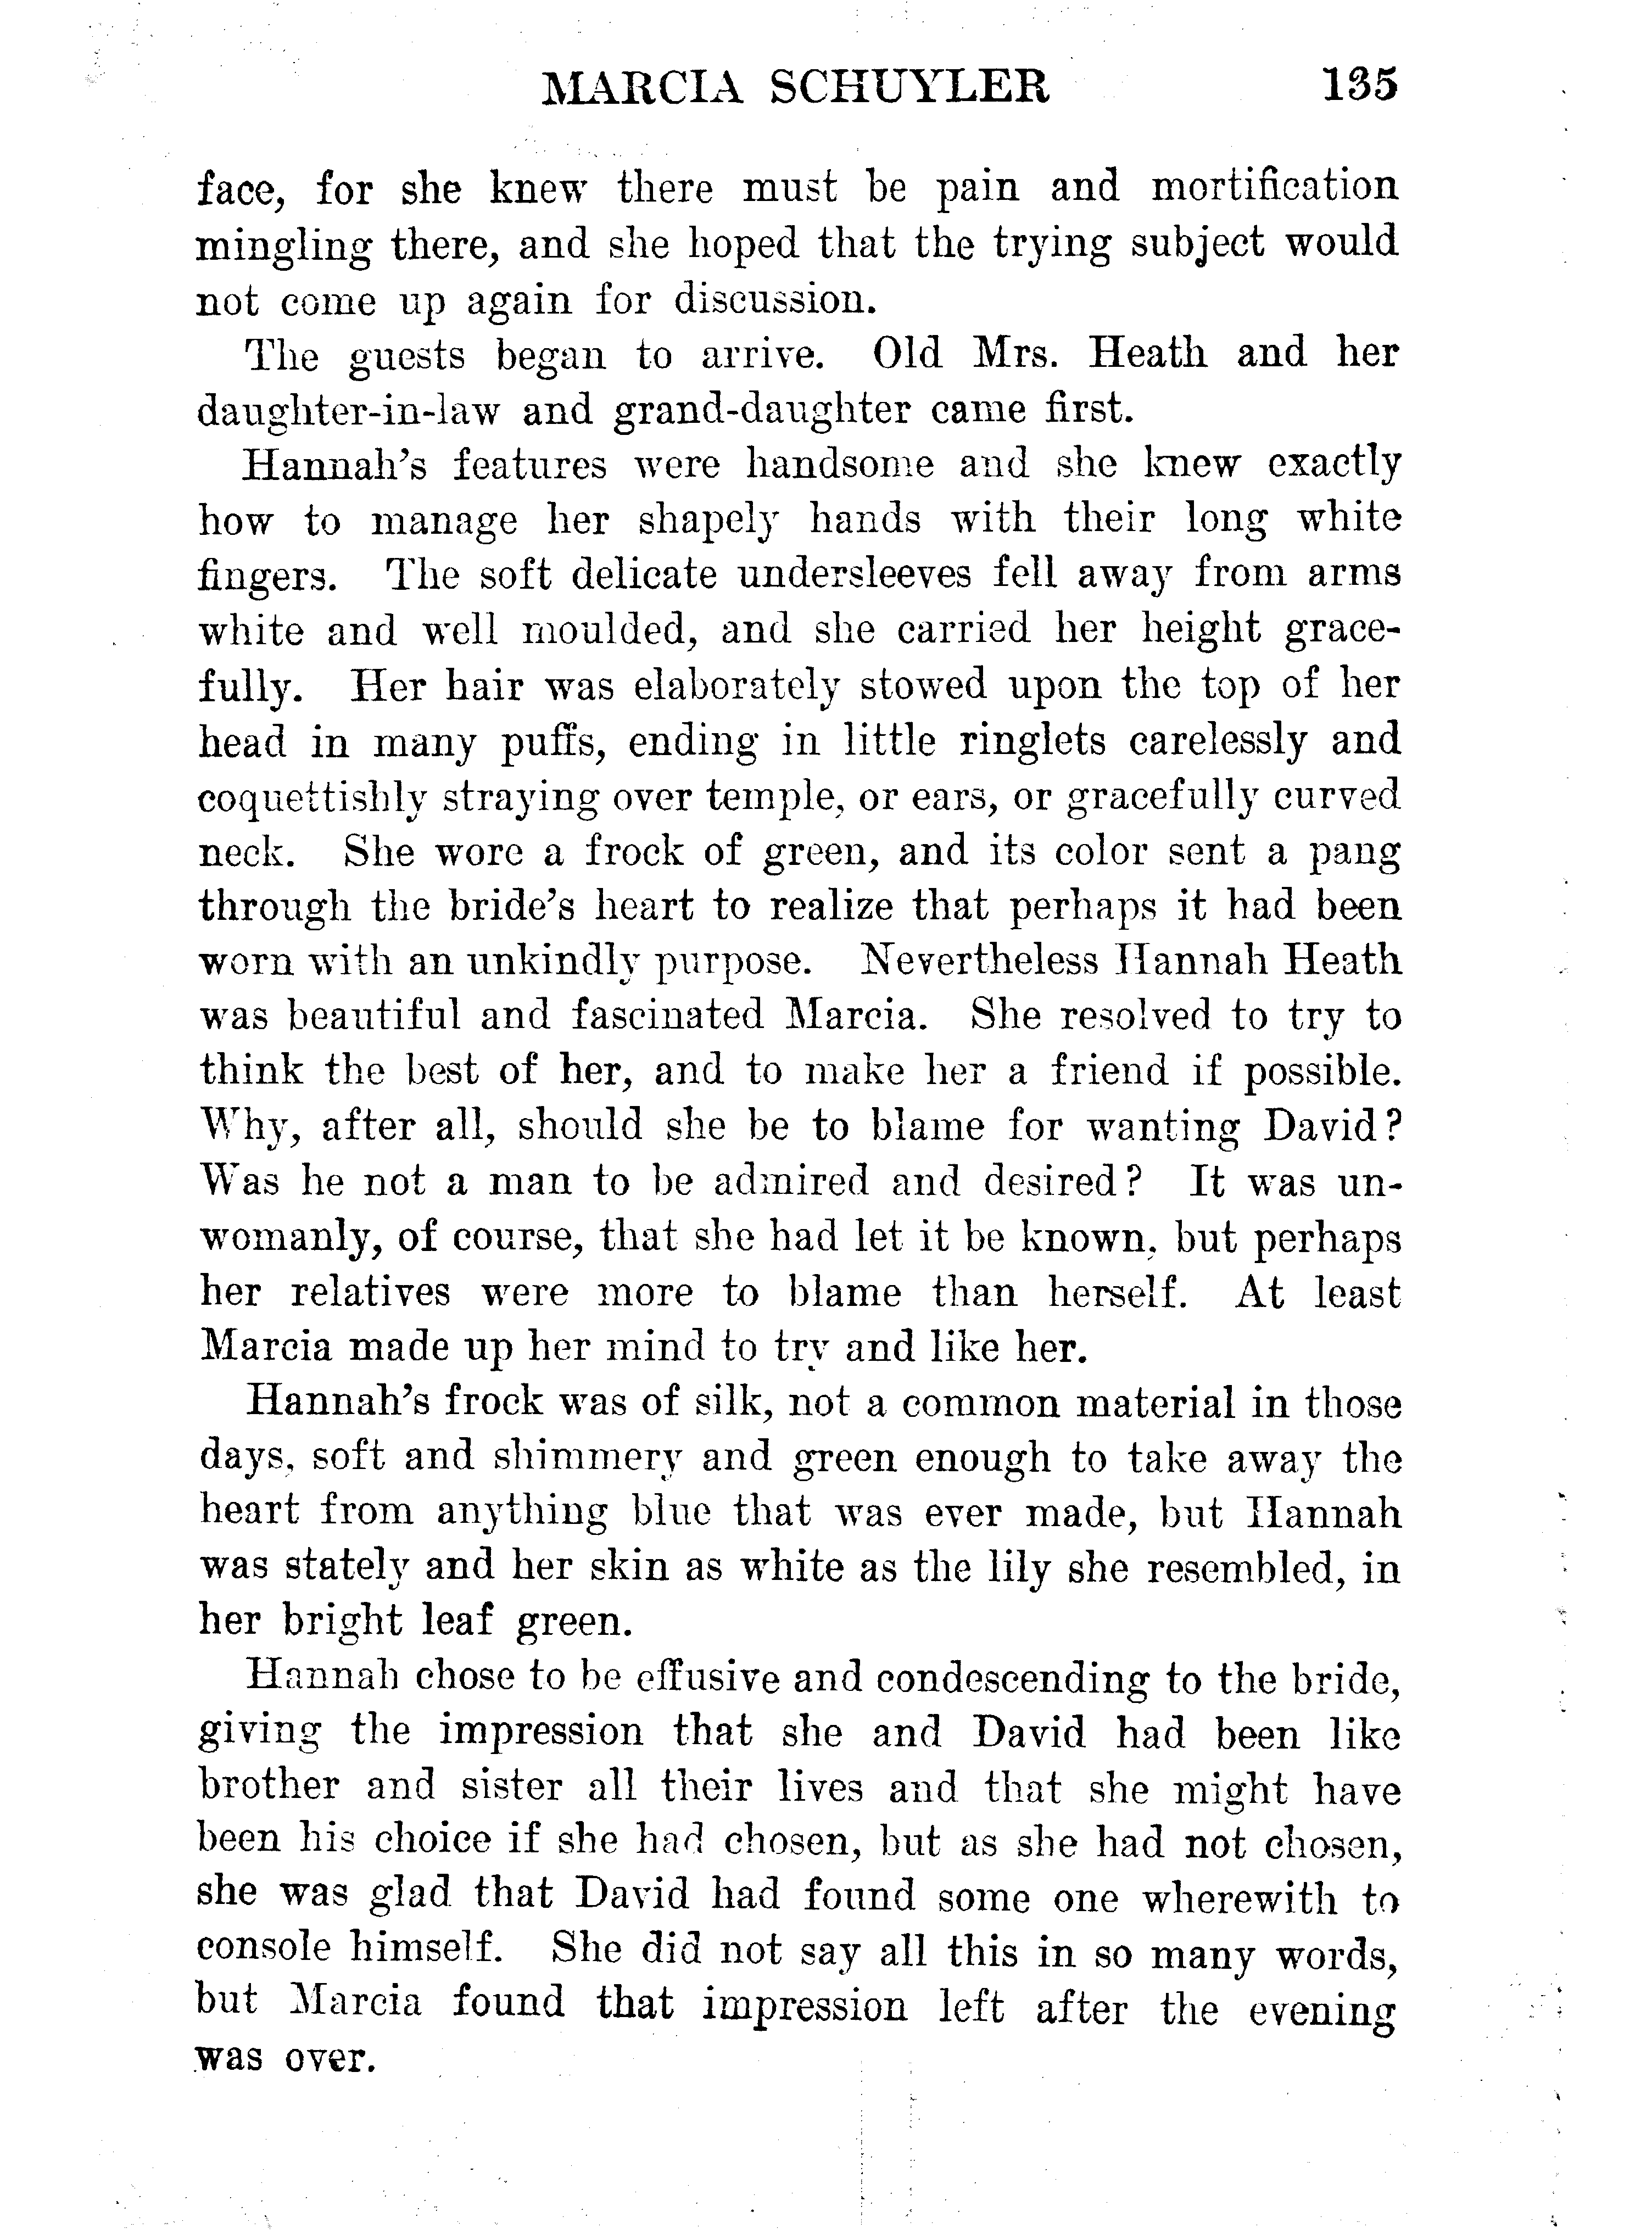 MARCIA SCHUYLER 135
face, for she knew there must be pain and mortification
mingling there, and she hoped that the trying subject would
not come up again for discussion.
The guests began to arrive. Old Mrs. Heath and her
daughter-in-law and grand-daughter came first.
Hannah's features were handsome and she knew exactly
how to manage her shapely hands with their long white
fingers. The soft delicate undersleeves fell away from arms
white and well moulded, and she carried her height grace-
fully. Her hair was elaborately stowed upon the top of her
head in many puffs, ending in little ringlets carelessly and
coquettishly straying over temple, or ears, or gracefully curved
neck. She wore a frock of green, and its color sent a pang
through the bride's heart to realize that perhaps it had been
worn with an unkindly purpose. Nevertheless Hannah Heath
was beautiful and fascinated Marcia. She resolved to try to
think the best of her, and to make her a friend if possible.
Why, after all, should she be to blame for wanting David?
Was he not a man to be admired and desired? It was un-
womanly, of course, that she had let it be known, but perhaps
her relatives were more to blame than herself. At least
Marcia made up her mind to try and like her.
Hannah's frock was of silk, not a common material in those
days, soft and shimmery and green enough to take away the
heart from anything blue that was ever made, but Hannah
was stately and her skin as white as the lily she resembled, in
her bright leaf green.
Hannah chose to be effusive and condescending to the bride,
giving the impression that she and David had been like
brother and sister all their lives and that she might have
been his choice if she had chosen, but as she had not chosen,
she was glad that David had found some one wherewith to
console himself. She did not say all this in so many words,
but Marcia found that impression left after the evening
was over.